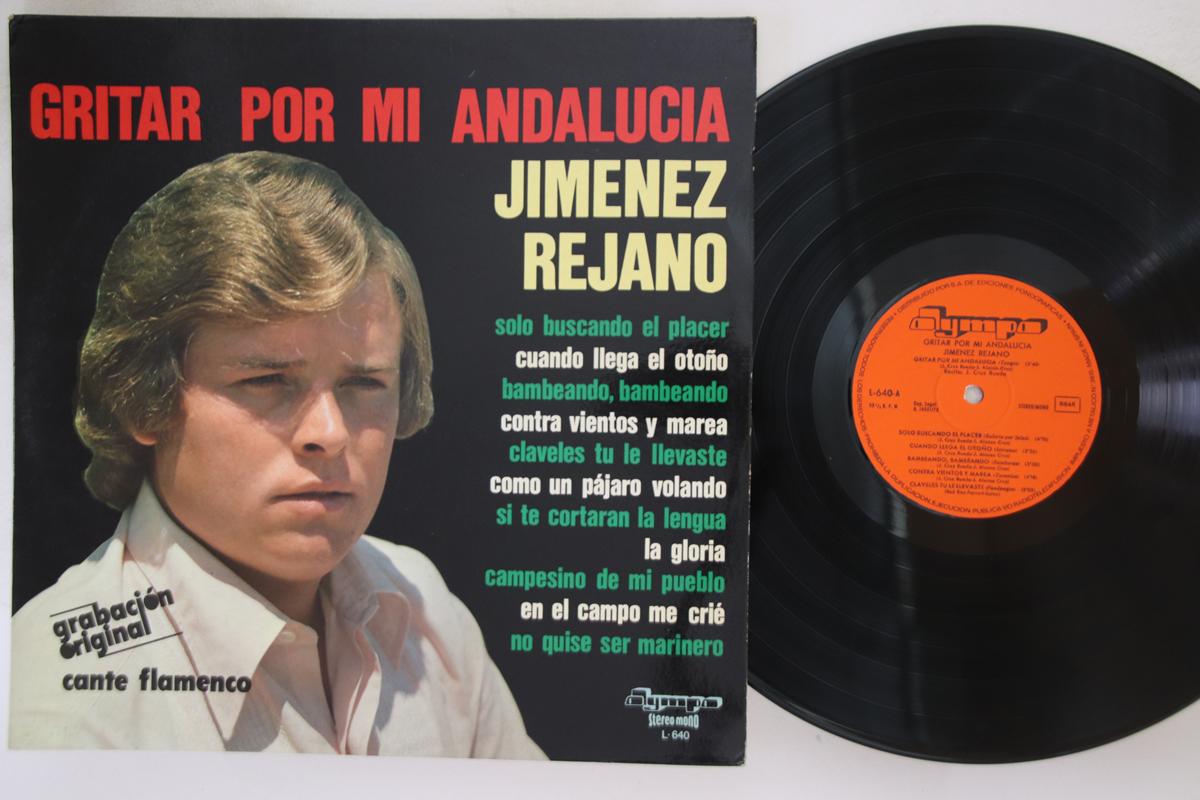 GRITAR POR MI ANDALUCIA
JIMENEZ
REJANO
solo buscando el placer
cuando llega el otoño
bambeando, bambeando
contra vientos y marea
claveles tu le llevaste
como un pájaro volando
si te cortaran la lengua
la gloria
campesino de mi pueblo
en el campo me crié
no quise ser marinero
grabación
original
cante flamenco
Olympo
Stereo mono
L-640
Olympo
GRITAR POR MI ANDALUCIA
JIMENEZ REJANO
GRITAR POR MI ANDALUCIA
L-640-A
STEREO/MONO
SOLO BUSCANDO EL PLACER
CUANDO LLEGA EL OTOÑO
BAMBEANDO, BAMBEANDO
CONTRA VIENTOS Y MAREA
CLAVELES TU LE LLEVASTE